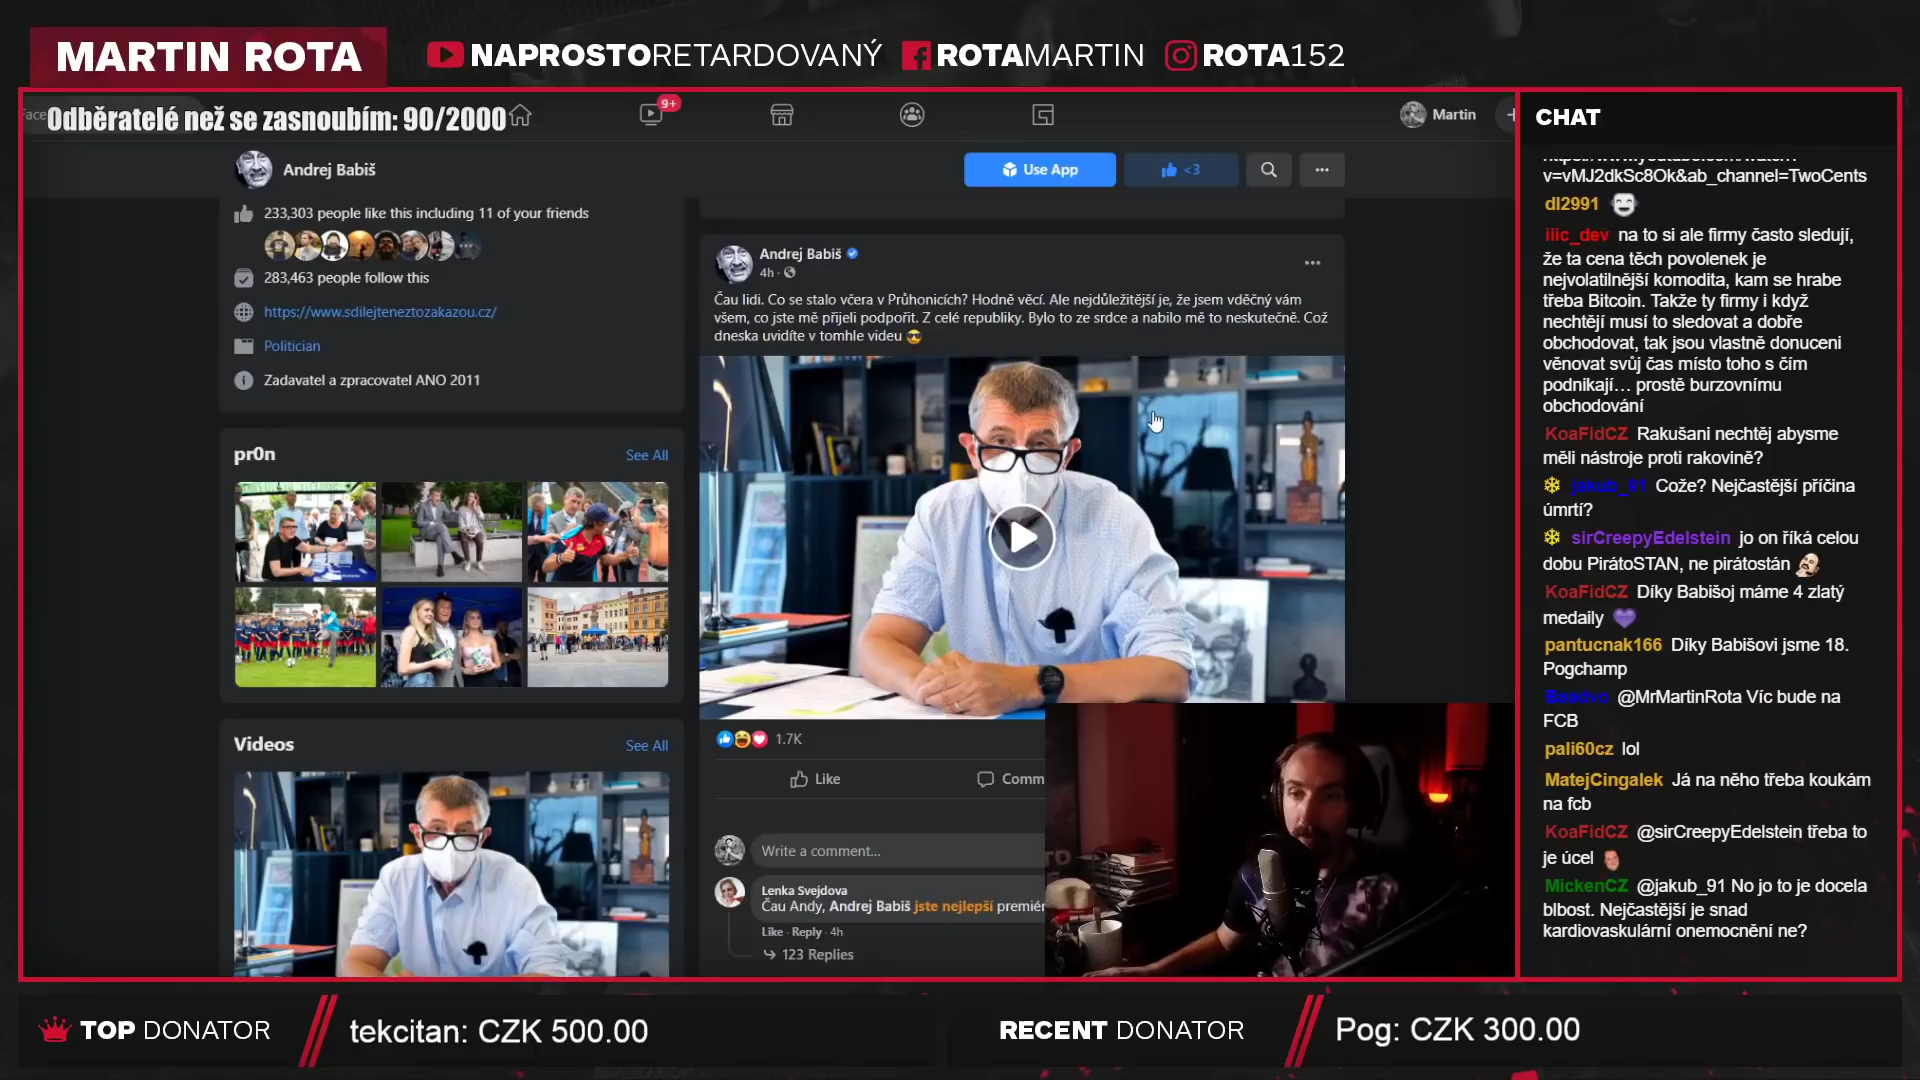 MARTIN ROTA
NAPROSTORETARDOVANÝ
ROTAMARTIN
ROTA152
Odběratelé než se zasnoubím: 90/2000
9+
Martin
Andrej Babiš
Use App
<3
233,303 people like this including 11 of your friends
283,463 people follow this
https://www.sdilejteneztozakazou.cz/
Politician
Zadavatel a zpracovatel ANO 2011
pr0n
See All
Videos
See All
Andrej Babiš
4h ·
Čau lidi. Co se stalo včera v Průhonicích? Hodně věcí. Ale nejdůležitější je, že jsem vděčný vám
všem, co jste mě přijeli podpořit. Z celé republiky. Bylo to ze srdce a nabilo mě to neskutečně. Což
dneska uvidíte v tomhle videu 😎
1.7K
Like
Comm
Write a comment...
Lenka Svejdova
Čau Andy, Andrej Babiš jste nejlepší premiér
Like · Reply · 4h
123 Replies
CHAT
v=vMJ2dkSc8Ok&ab_channel=TwoCents
dl2991
iiic_dev na to si ale firmy často sledují,
že ta cena těch povolenek je
nejvolatilnější komodita, kam se hrabe
třeba Bitcoin. Takže ty firmy i když
nechtějí musí to sledovat a dobře
obchodovat, tak jsou vlastně donuceni
věnovat svůj čas místo toho s čím
podnikají... prostě burzovnímu
obchodování
KoaFidCZ Rakušani nechtěj abysme
měli nástroje proti rakovině?
jakub_91 Cože? Nejčastější příčina
úmrtí?
sirCreepyEdelstein jo on říká celou
dobu PirátoSTAN, ne pirátostán
KoaFidCZ Díky Babišoj máme 4 zlatý
medaily 💜
pantucnak166 Díky Babišovi jsme 18.
Pogchamp
Baadvo @MrMartinRota Víc bude na
FCB
pali60cz lol
MatejCingalek Já na něho třeba koukám
na fcb
KoaFidCZ @sirCreepyEdelstein třeba to
je účel
MickenCZ @jakub_91 No jo to je docela
blbost. Nejčastější je snad
kardiovaskulární onemocnění ne?
TOP DONATOR
tekcitan: CZK 500.00
RECENT DONATOR
Pog: CZK 300.00